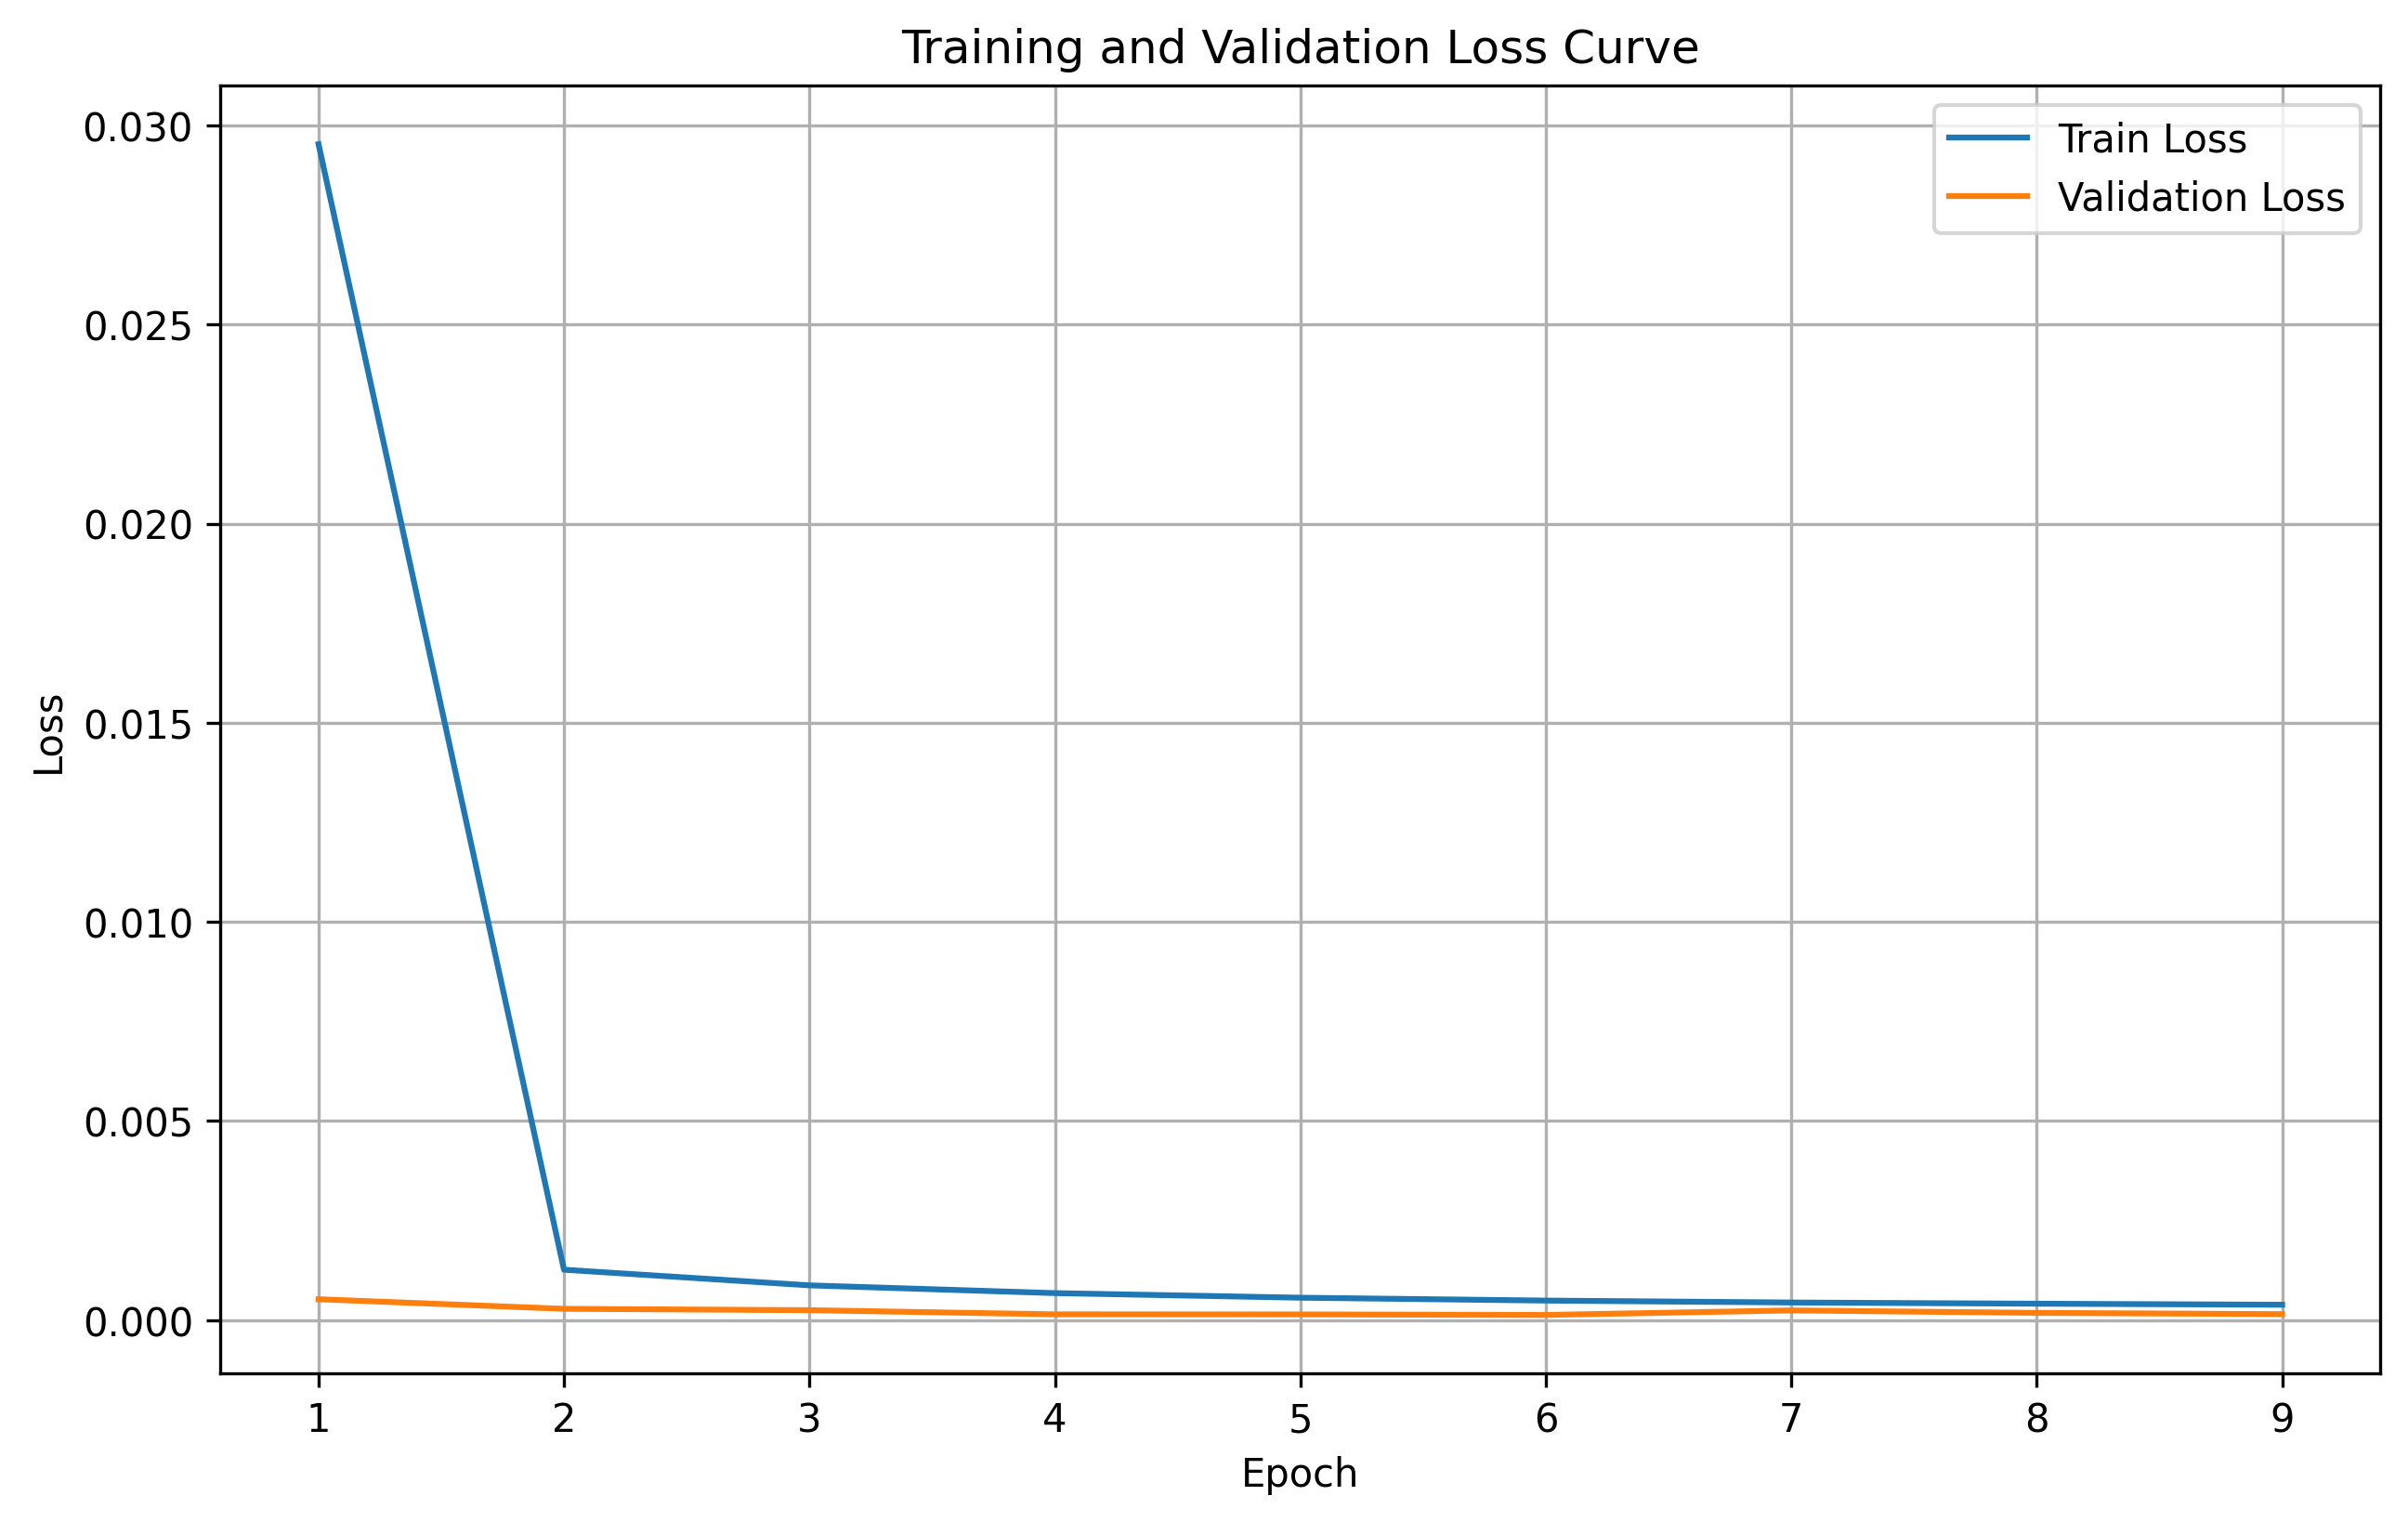 Training and Validation Loss Curve
Train Loss
Validation Loss
0.030
0.025
0.020
0.015
0.010
0.005
0.000
Loss
1 2 3 4 5 6 7 8 9
Epoch